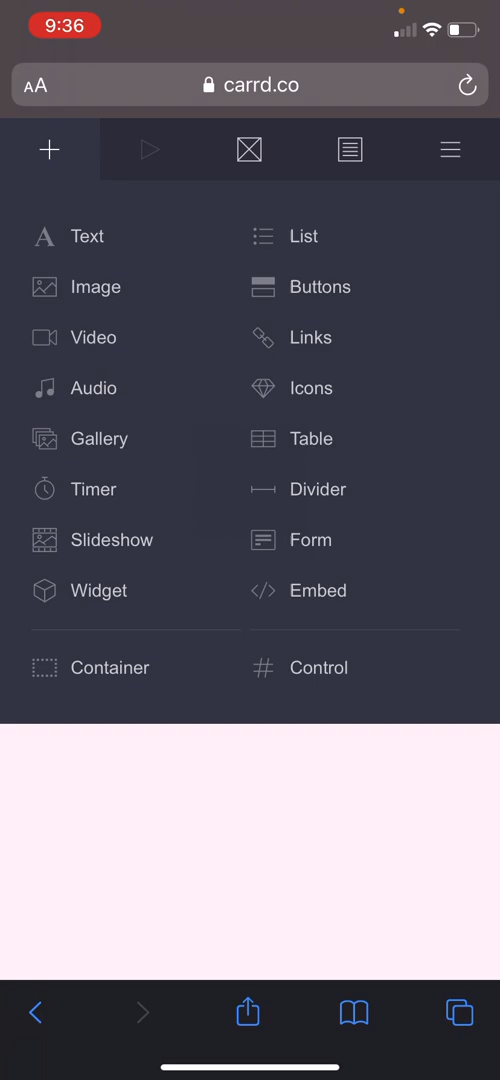 9:36
AA
carrd.co
Text
List
Image
Buttons
Video
Links
Audio
Icons
Gallery
Table
Timer
Divider
Slideshow
Form
Widget
Embed
Container
Control